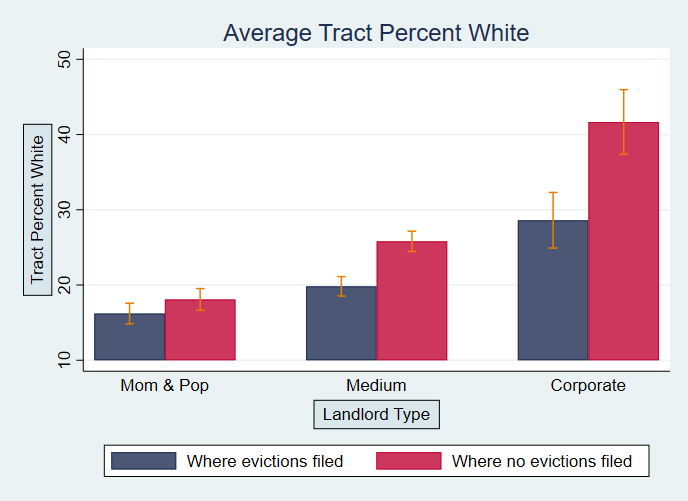 Average Tract Percent White
Tract Percent White
50
40
30
20
10
Mom & Pop Medium Corporate
Landlord Type
Where evictions filed Where no evictions filed